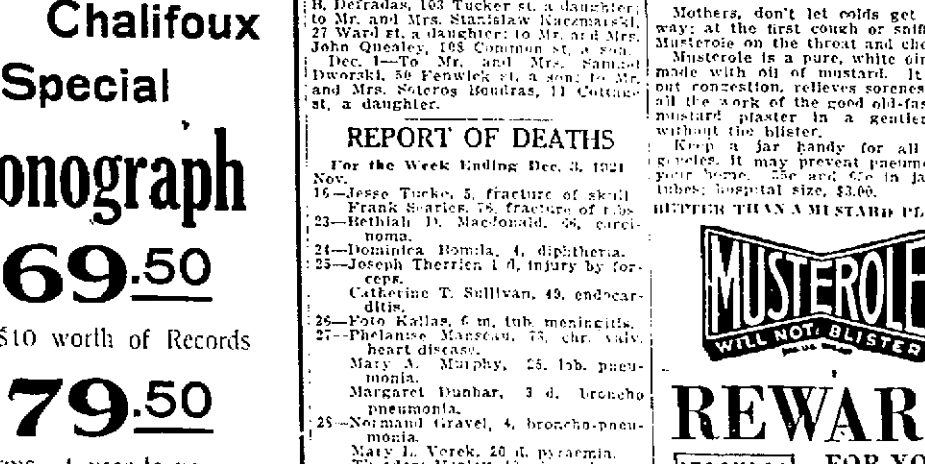 Chalifoux
Special
onograph
69.50
$10 worth of Records
79.50
B. Defradas, 103 Tucker st. a daughter;
to Mr. and Mrs. Stanislaw Kaczmarski,
27 Ward st. a daughter; to Mr. and Mrs.
John Quealey, 108 Common st, a son.
Dec. 1—To Mr. and Mrs. Samuel
Dworski, 50 Fenwick st, a son; to Mr.
and Mrs. Soteros Boudras, 11 Cottage
st, a daughter.
REPORT OF DEATHS
For the Week Ending Dec. 3, 1921
Nov.
16—Jesse Tucke, 5, fracture of skull
Frank Searles, 76, fracture of ribs
23—Bethiah D. Macdonald, 66, carci-
noma.
24—Dominica Bomila, 4, diphtheria.
25—Joseph Therrien 1 d, injury by for-
ceps.
Catherine T. Sullivan, 49, endocar-
ditis.
26—Foto Kallas, 6 m, tub. meningitis.
27—Phelanise Manseau, 73, chr. valv.
heart disease.
Mary A. Murphy, 25, lob. pneu-
monia.
Margaret Dunbar, 3 d. broncho
pneumonia.
28—Normand Gravel, 4, broncho-pneu-
monia.
Mary L. Verek, 20 d. pyraemia.
Mothers, don't let colds get
way; at the first cough or sniff
Musterole on the throat and che
Musterole is a pure, white oin
made with oil of mustard. It
out congestion, relieves sorenes
all the work of the good old-fas
mustard plaster in a gentler
without the blister.
Keep a jar handy for all
gencies. It may prevent pneumo
your home. 35c and 65c in ja
tubes; hospital size, $3.00.
BETTER THAN A MUSTARD PL
MUSTEROLE
WILL NOT BLISTER
REWAR
FOR YO